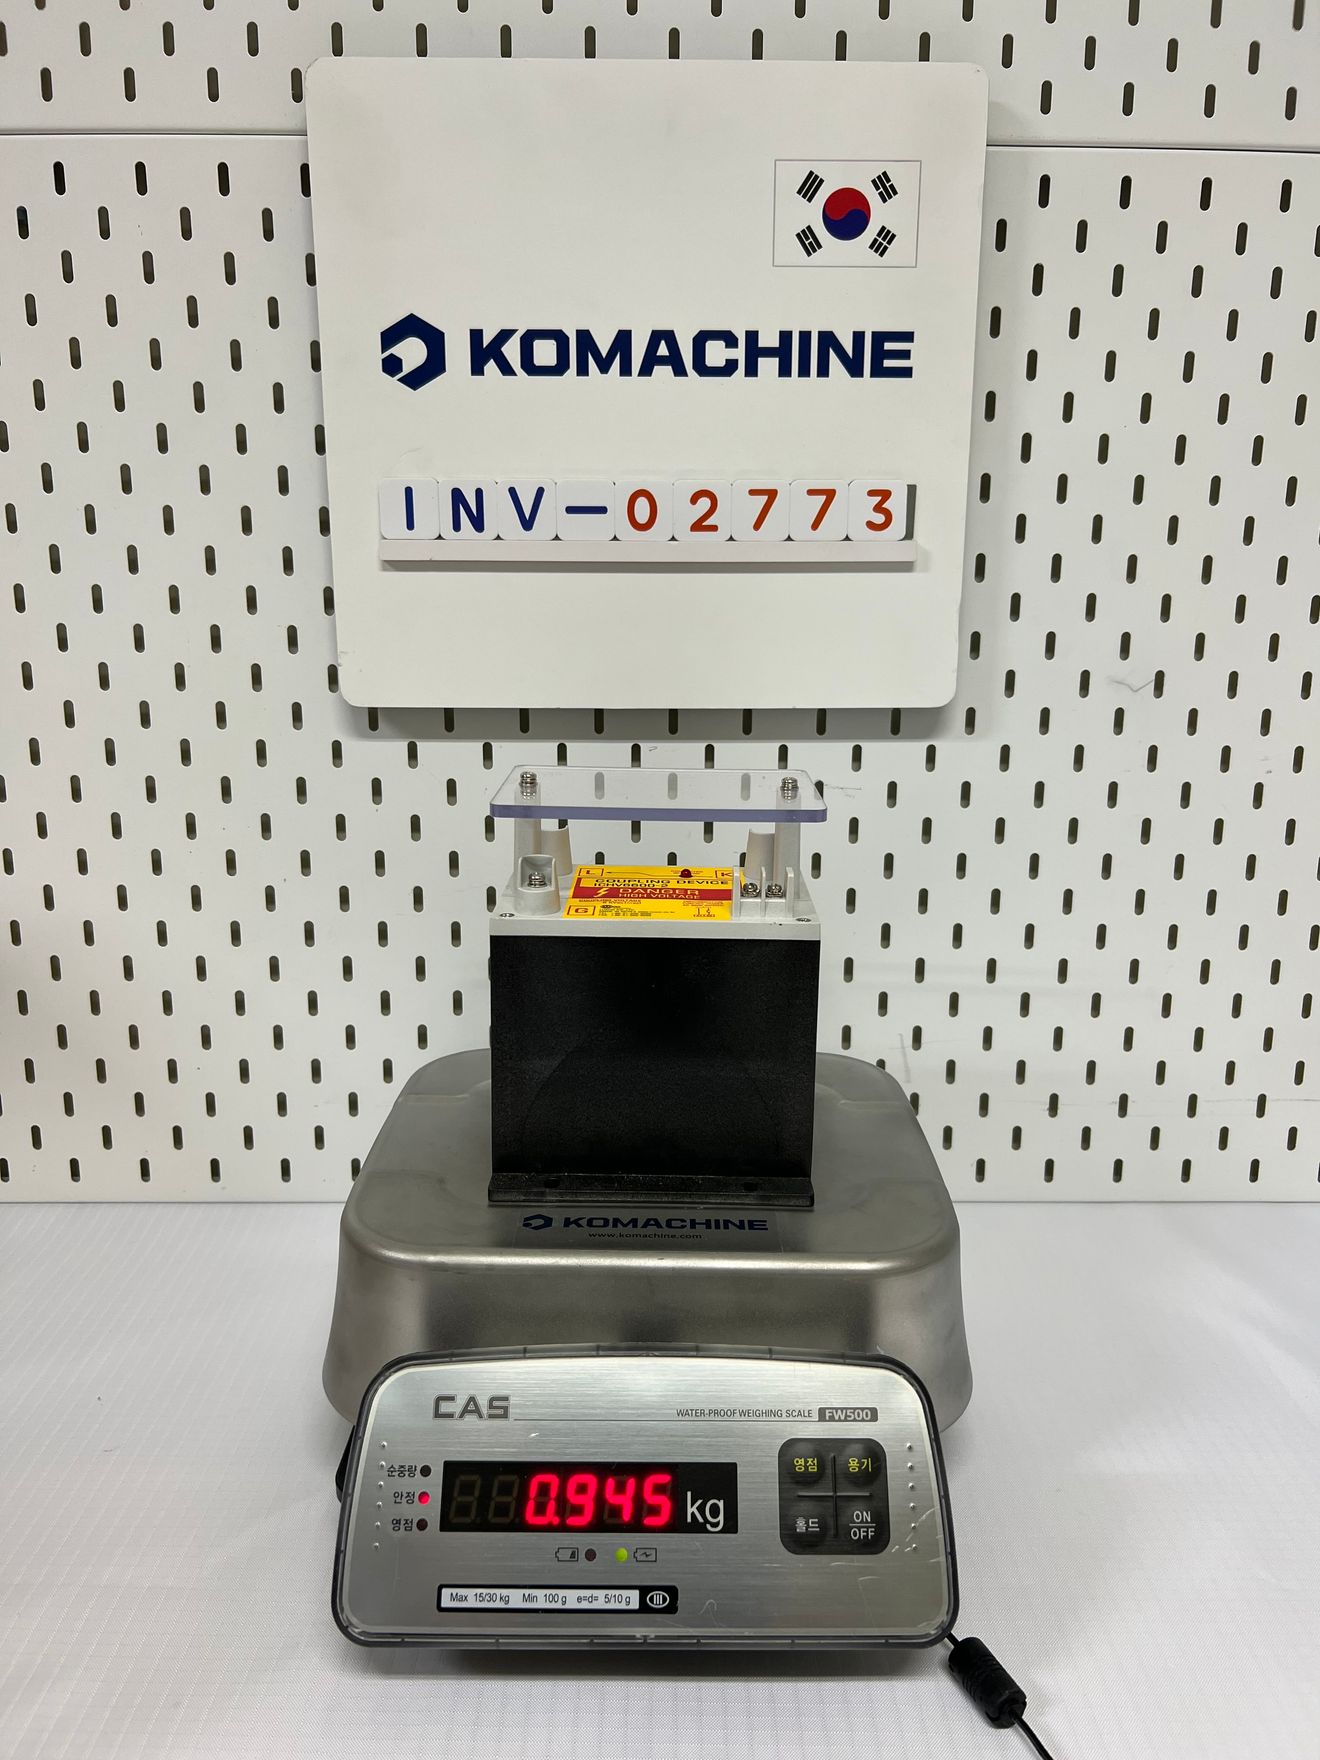 KOMACHINE
INV-02773
L
K
COUPLING DEVICE
DANGER
HIGH VOLTAGE
G
KOMACHINE
www.komachine.com
CAS
WATER-PROOF WEIGHING SCALE FW500
순중량
안정
영점
0.945 kg
영점 용기
홀드 ON OFF
Max 15/30 kg Min 100 g e=d= 5/10 g III